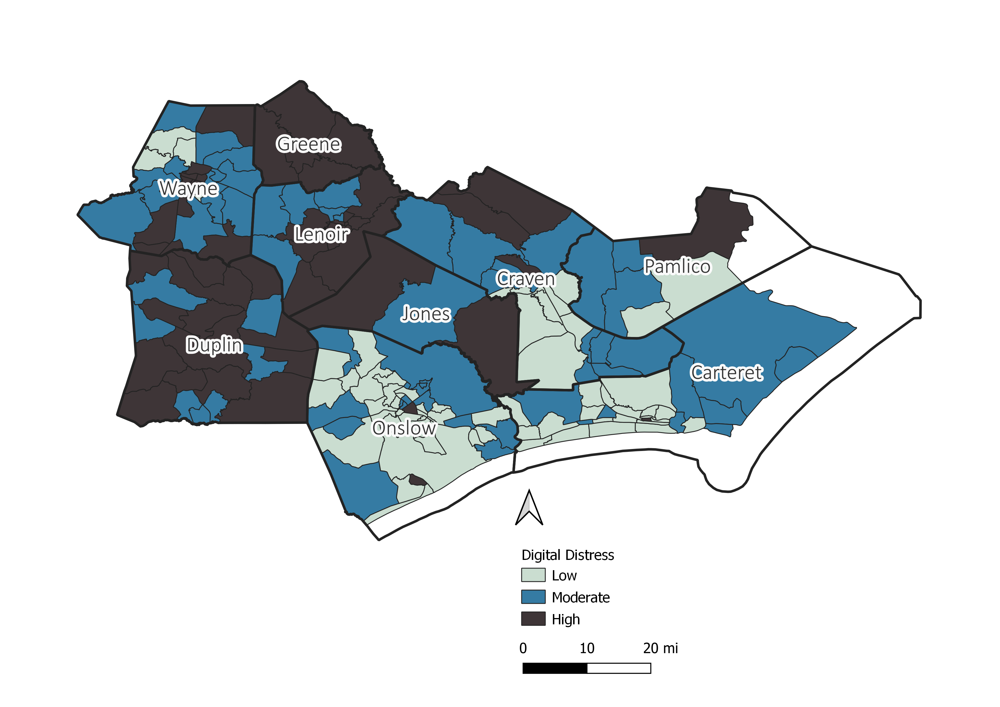 Greene
Wayne
Lenoir
Pamlico
Craven
Jones
Duplin
Carteret
Onslow
Digital Distress
Low
Moderate
High
0 10 20 mi